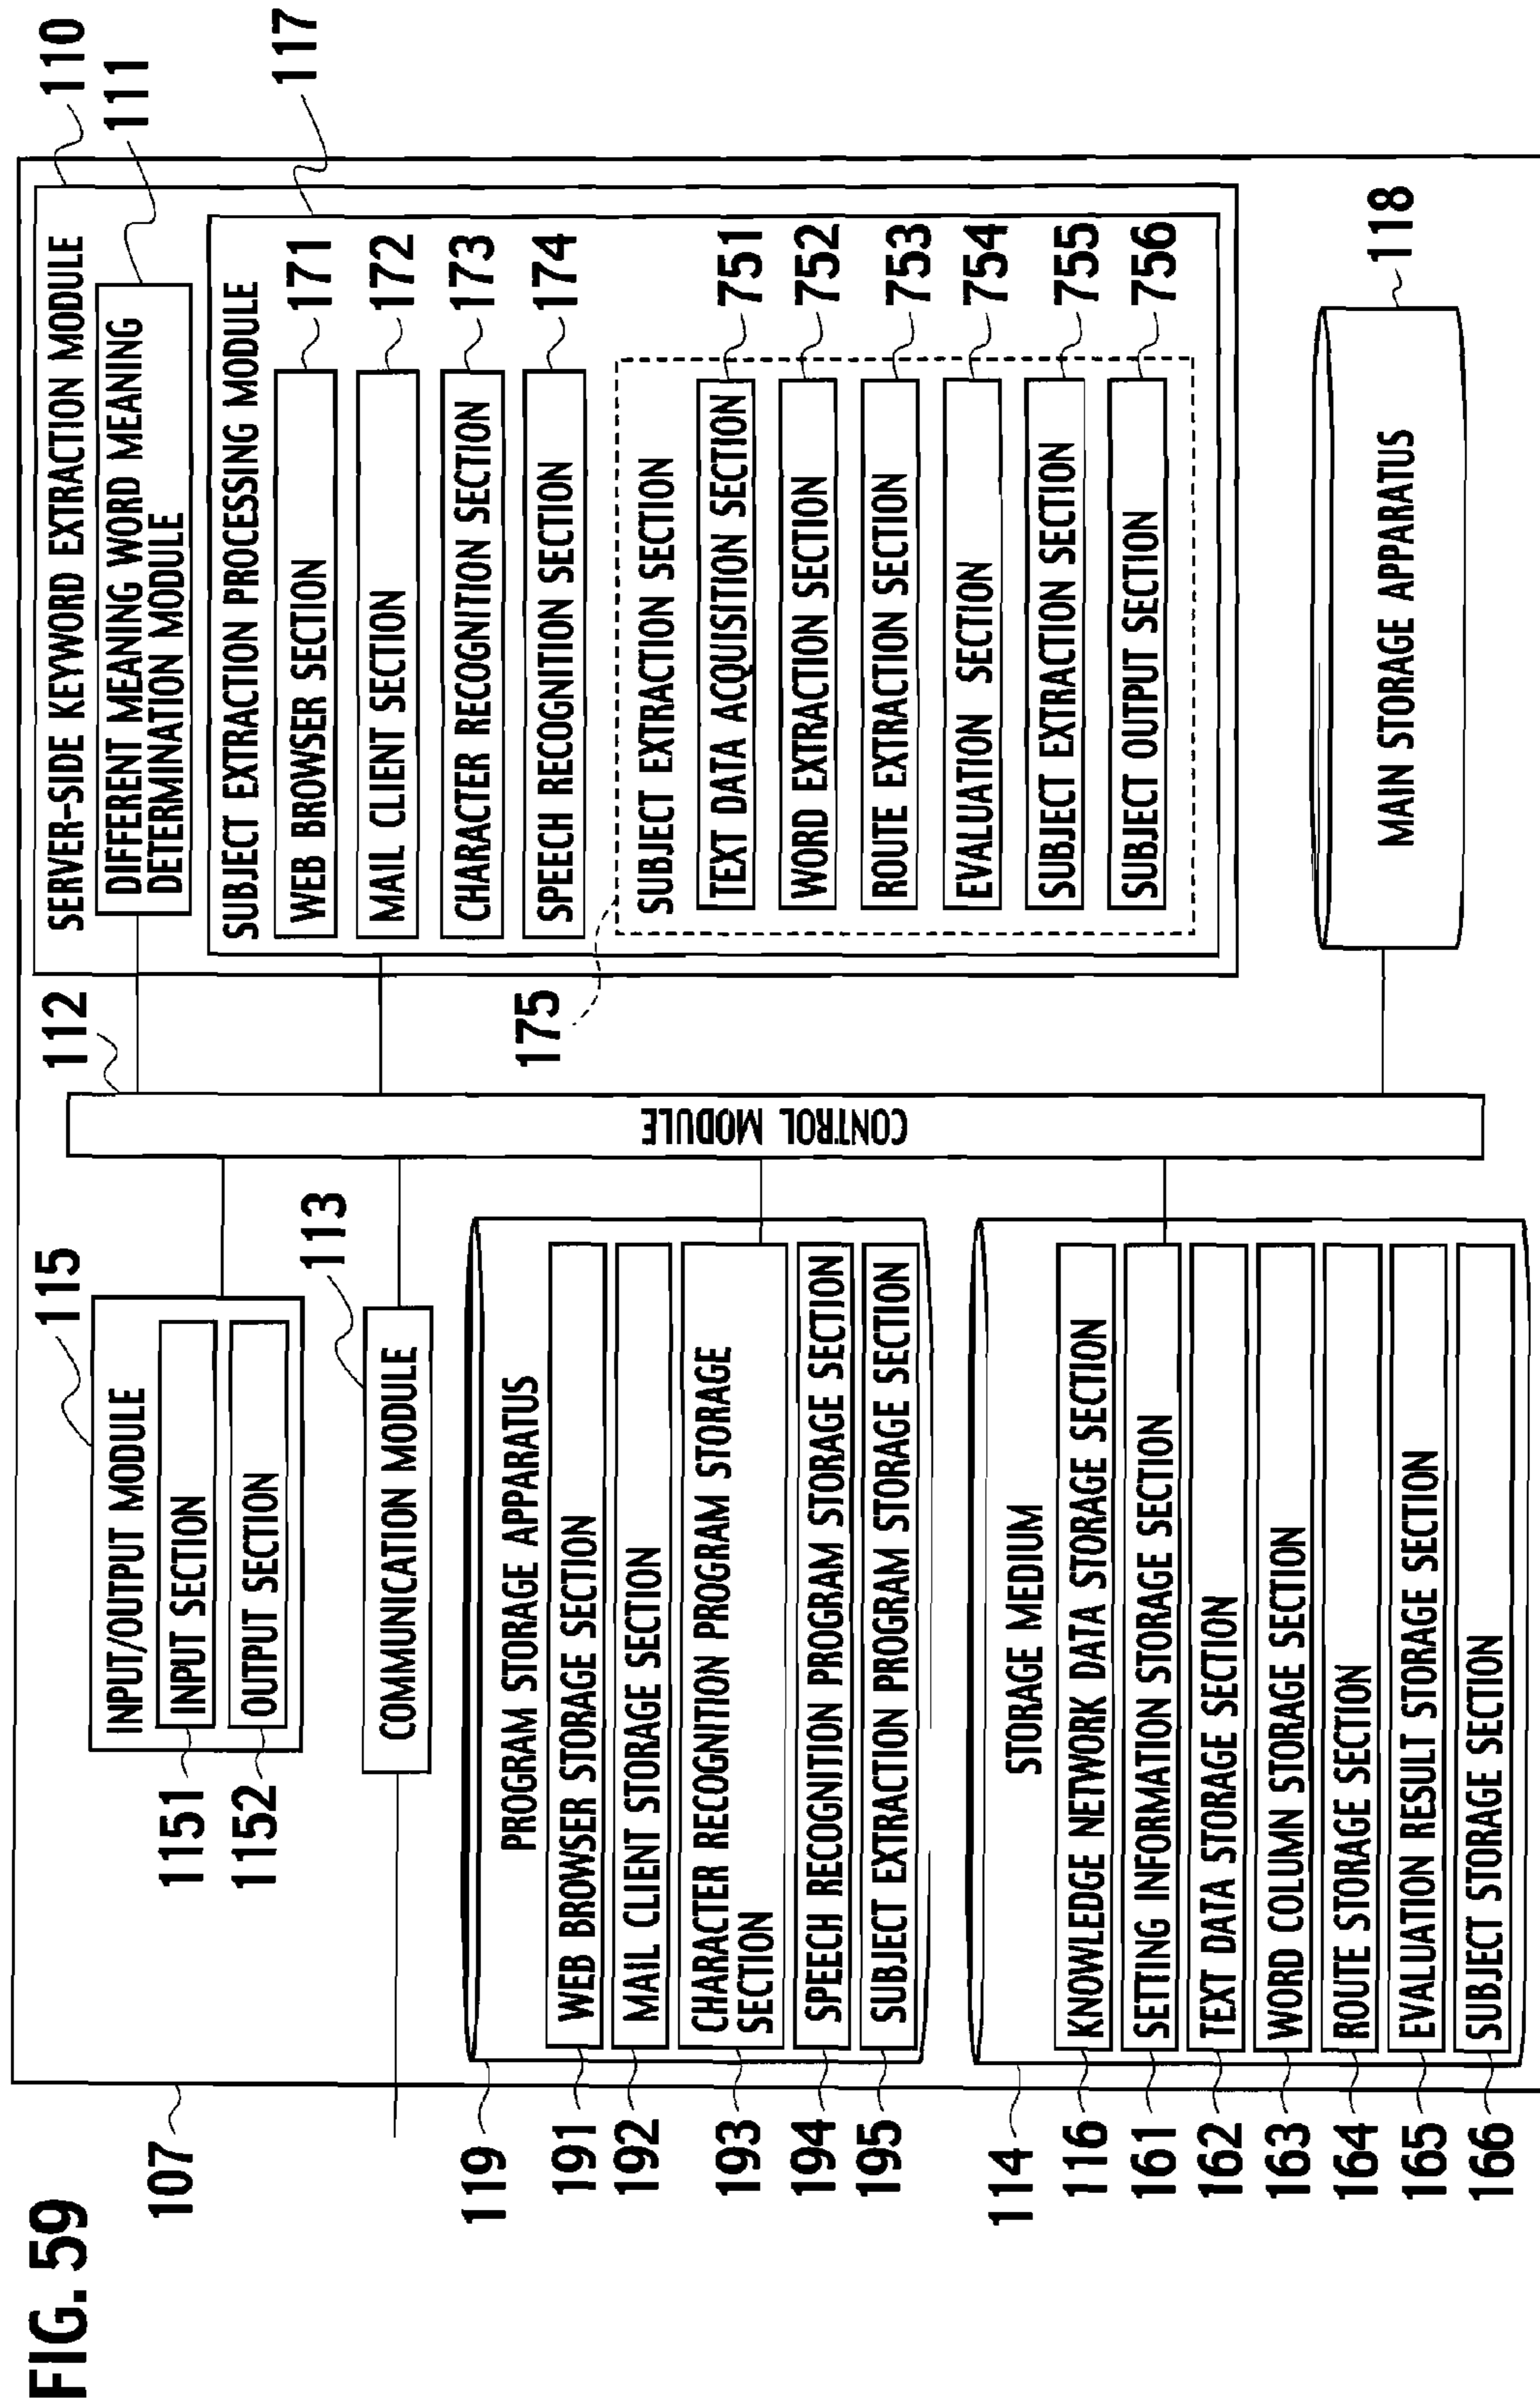 FIG. 59
107
115
INPUT/OUTPUT MODULE
1151
INPUT SECTION
1152
OUTPUT SECTION
113
COMMUNICATION MODULE
119
PROGRAM STORAGE APPARATUS
191
WEB BROWSER STORAGE SECTION
192
MAIL CLIENT STORAGE SECTION
193
CHARACTER RECOGNITION PROGRAM STORAGE
SECTION
194
SPEECH RECOGNITION PROGRAM STORAGE SECTION
195
SUBJECT EXTRACTION PROGRAM STORAGE SECTION
114
STORAGE MEDIUM
116
KNOWLEDGE NETWORK DATA STORAGE SECTION
161
SETTING INFORMATION STORAGE SECTION
162
TEXT DATA STORAGE SECTION
163
WORD COLUMN STORAGE SECTION
164
ROUTE STORAGE SECTION
165
EVALUATION RESULT STORAGE SECTION
166
SUBJECT STORAGE SECTION
112
CONTROL MODULE
110
SERVER-SIDE KEYWORD EXTRACTION MODULE
111
DIFFERENT MEANING WORD MEANING
DETERMINATION MODULE
117
SUBJECT EXTRACTION PROCESSING MODULE
WEB BROWSER SECTION
171
MAIL CLIENT SECTION
172
CHARACTER RECOGNITION SECTION
173
SPEECH RECOGNITION SECTION
174
175
SUBJECT EXTRACTION SECTION
TEXT DATA ACQUISITION SECTION
751
WORD EXTRACTION SECTION
752
ROUTE EXTRACTION SECTION
753
EVALUATION SECTION
754
SUBJECT EXTRACTION SECTION
755
SUBJECT OUTPUT SECTION
756
MAIN STORAGE APPARATUS
118